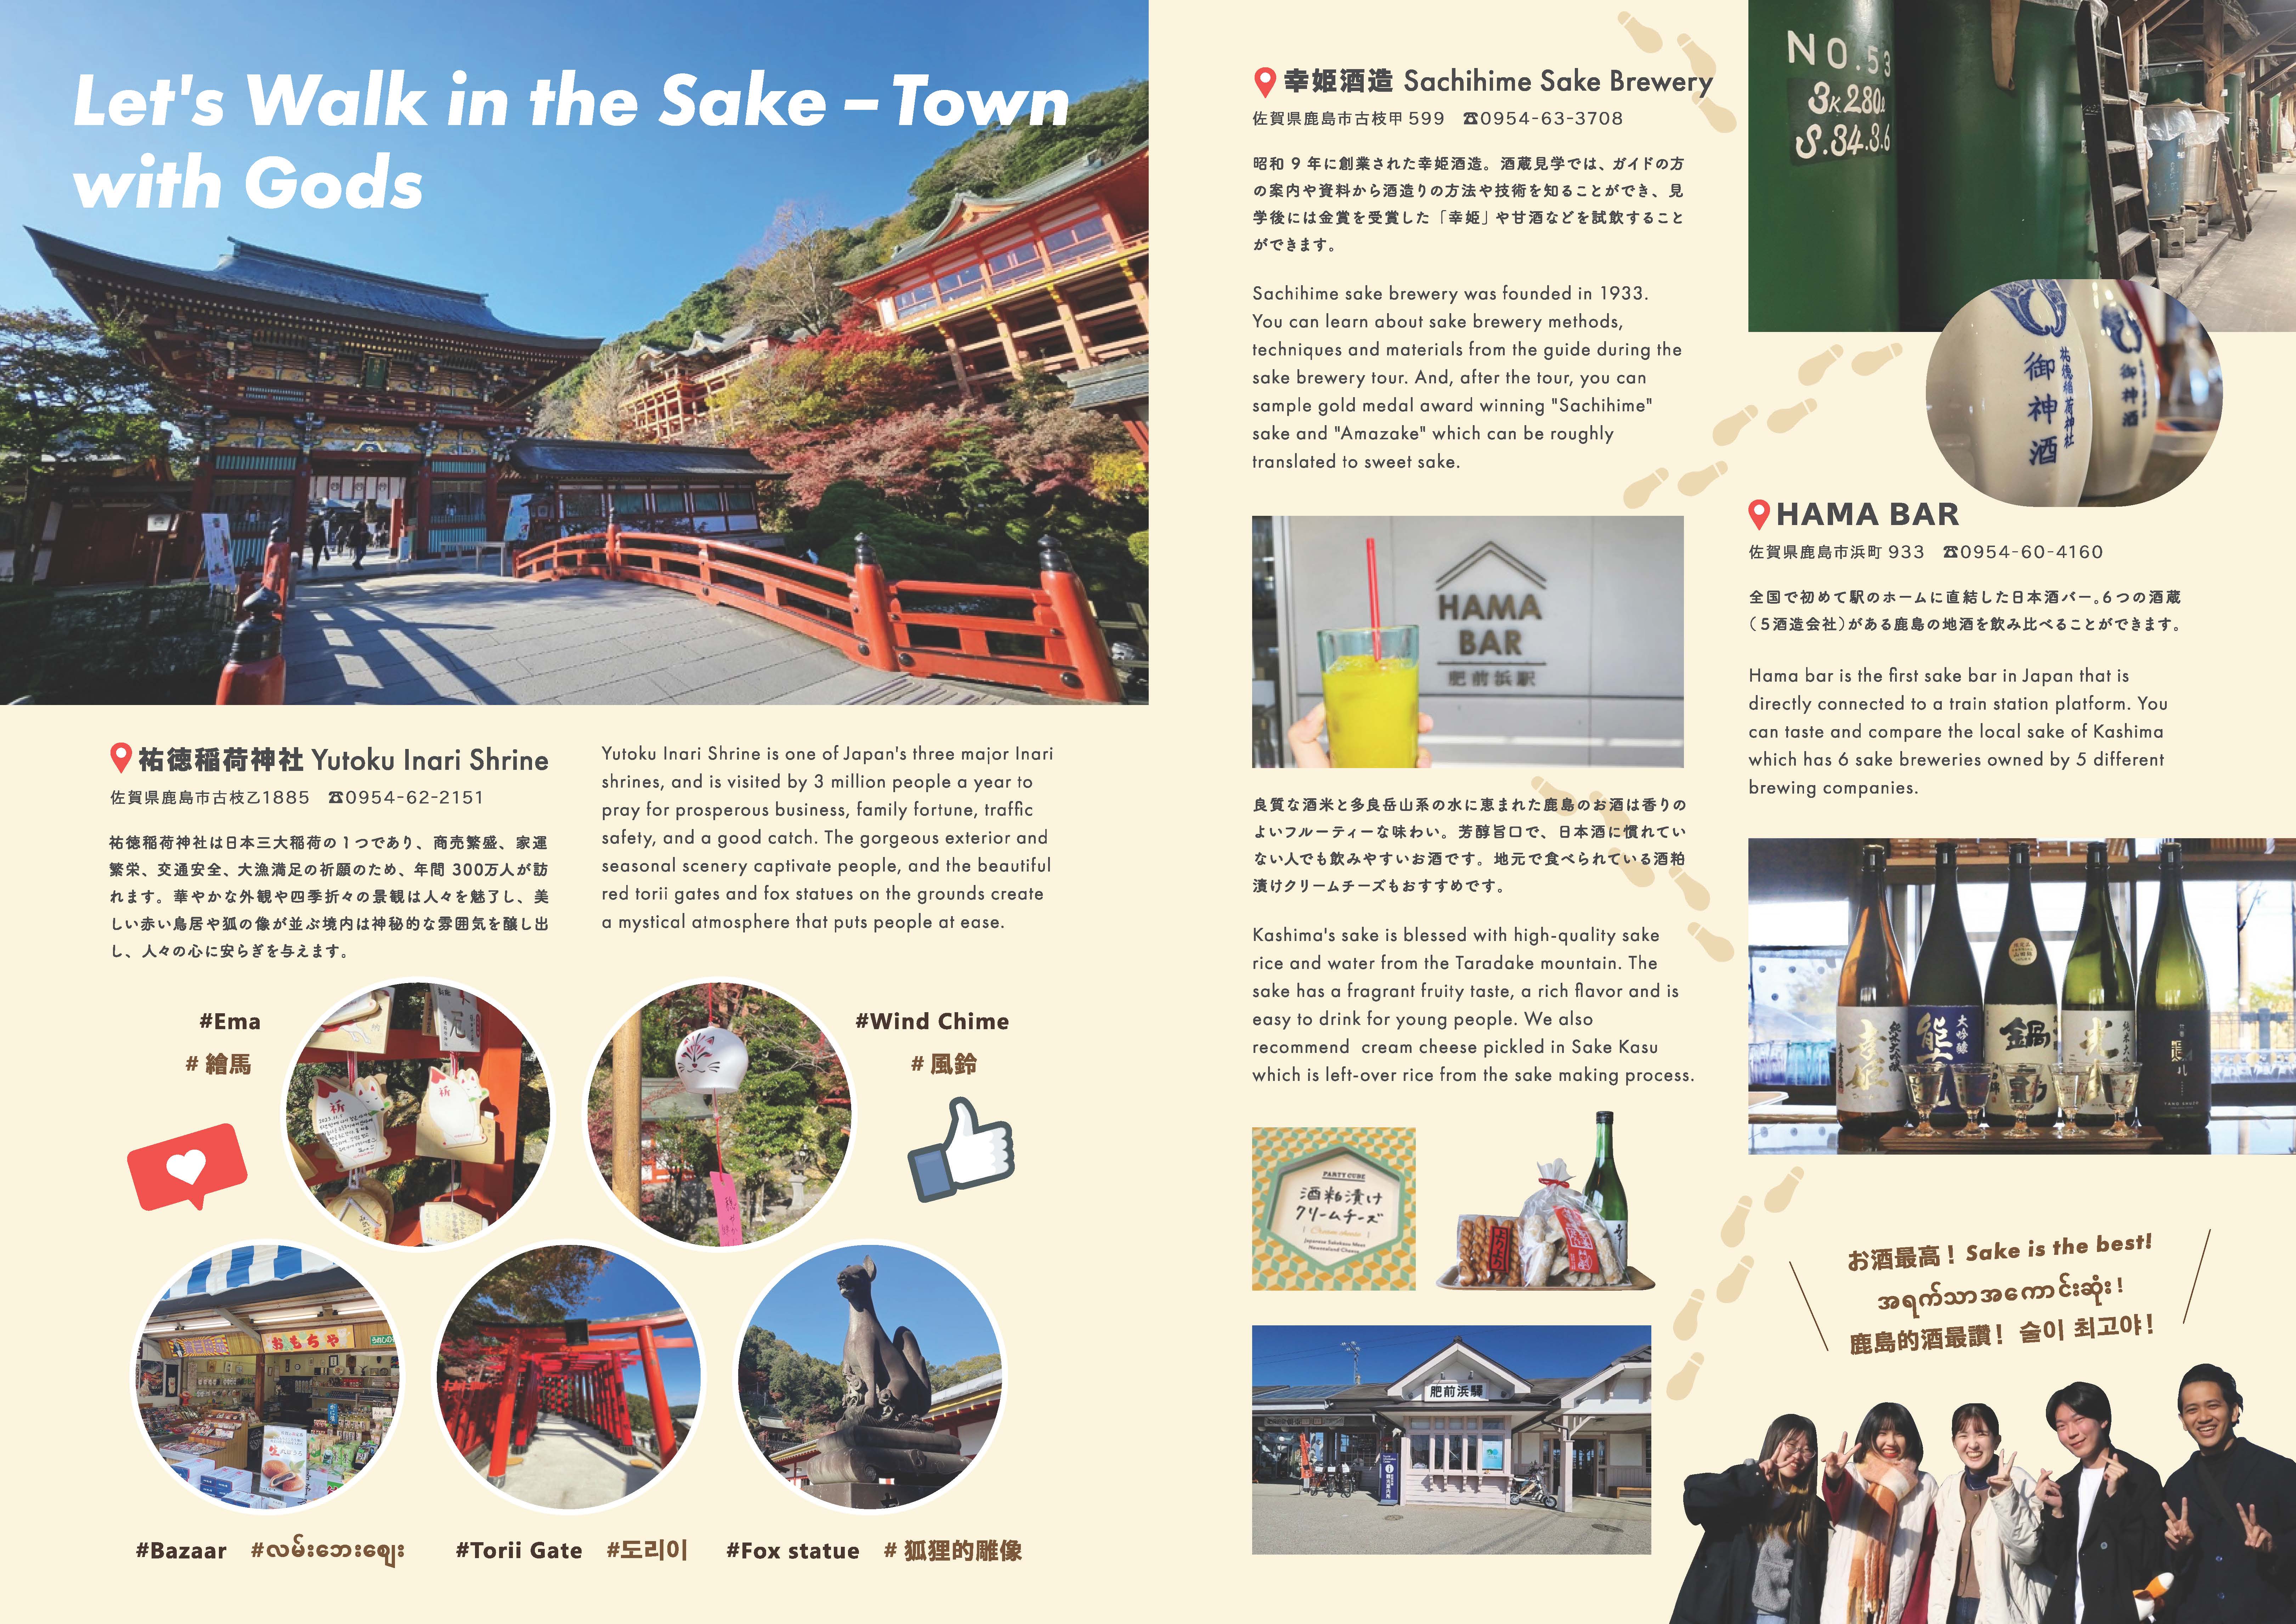 Let's Walk in the Sake – Town
with Gods
祐徳稲荷神社 Yutoku Inari Shrine
佐賀県鹿島市古枝乙1885 ☎0954-62-2151
祐徳稲荷神社は日本三大稲荷の1つであり、商売繁盛、家運
繁栄、交通安全、大漁満足の祈願のため、年間 300万人が訪
れます。華やかな外観や四季折々の景観は人々を魅了し、美
しい赤い鳥居や狐の像が並ぶ境内は神秘的な雰囲気を醸し出
し、人々の心に安らぎを与えます。
Yutoku Inari Shrine is one of Japan's three major Inari
shrines, and is visited by 3 million people a year to
pray for prosperous business, family fortune, traffic
safety, and a good catch. The gorgeous exterior and
seasonal scenery captivate people, and the beautiful
red torii gates and fox statues on the grounds create
a mystical atmosphere that puts people at ease.
#Ema
# 繪馬
#Wind Chime
# 風鈴
祈
おもちゃ
#Bazaar #လမ်းဘေးဈေး
#Torii Gate #도리이
#Fox statue # 狐狸的雕像
幸姫酒造 Sachihime Sake Brewery
佐賀県鹿島市古枝甲 599 ☎0954-63-3708
昭和 9 年に創業された幸姫酒造。酒蔵見学では、ガイドの方
の案内や資料から酒造りの方法や技術を知ることができ、見
学後には金賞を受賞した「幸姫」や甘酒などを試飲すること
ができます。
Sachihime sake brewery was founded in 1933.
You can learn about sake brewery methods,
techniques and materials from the guide during the
sake brewery tour. And, after the tour, you can
sample gold medal award winning "Sachihime"
sake and "Amazake" which can be roughly
translated to sweet sake.
NO.53
3K280ℓ
S.34.3.6
祐徳稲荷神社
御神酒
御神酒
HAMA
BAR
肥前浜駅
HAMA BAR
佐賀県鹿島市浜町 933 ☎0954-60-4160
全国で初めて駅のホームに直結した日本酒バー。6つの酒蔵
（5酒造会社）がある鹿島の地酒を飲み比べることができます。
Hama bar is the first sake bar in Japan that is
directly connected to a train station platform. You
can taste and compare the local sake of Kashima
which has 6 sake breweries owned by 5 different
brewing companies.
良質な酒米と多良岳山系の水に恵まれた鹿島のお酒は香りの
よいフルーティーな味わい。芳醇旨口で、日本酒に慣れてい
ない人でも飲みやすいお酒です。地元で食べられている酒粕
漬けクリームチーズもおすすめです。
Kashima's sake is blessed with high-quality sake
rice and water from the Taradake mountain. The
sake has a fragrant fruity taste, a rich flavor and is
easy to drink for young people. We also
recommend cream cheese pickled in Sake Kasu
which is left-over rice from the sake making process.
PARTY CUBE
酒粕漬け
クリームチーズ
肥前浜驛
お酒最高！Sake is the best!
အရက်သာအကောင်းဆုံး!
鹿島的酒最讚！ 술이 최고야!